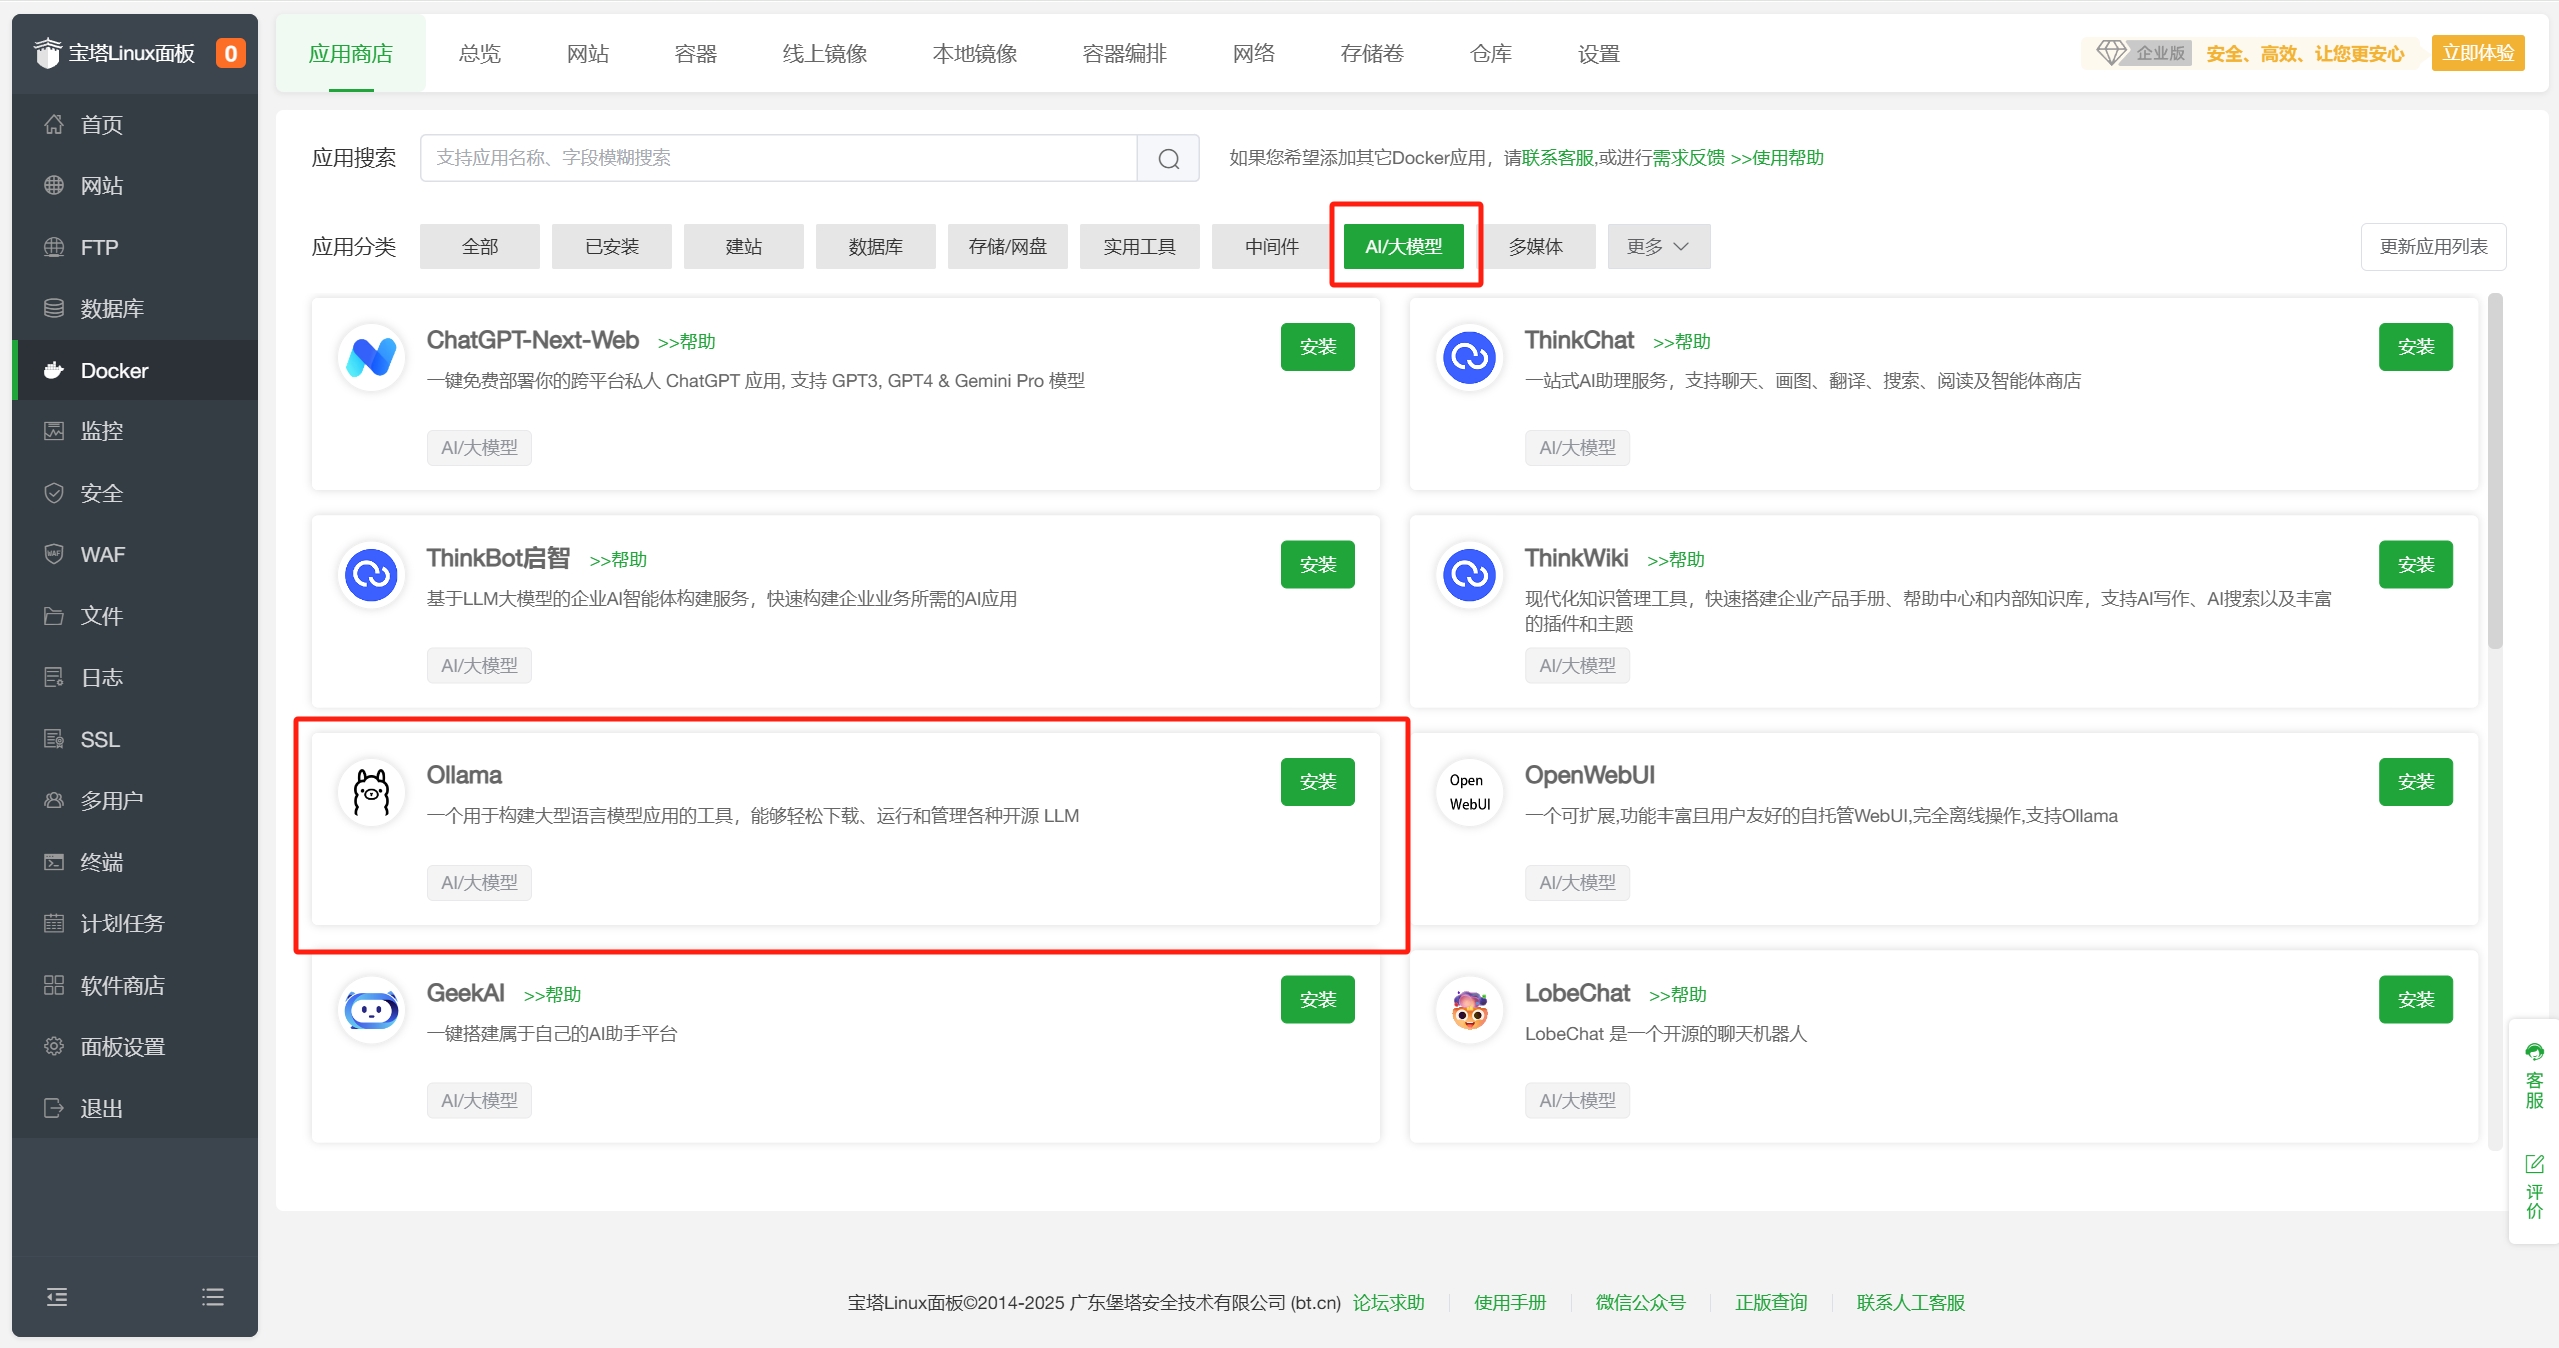 宝塔Linux面板 0
首页
网站
FTP
数据库
Docker
监控
安全
WAF
文件
日志
SSL
多用户
终端
计划任务
软件商店
面板设置
退出
应用商店 总览 网站 容器 线上镜像 本地镜像 容器编排 网络 存储卷 仓库 设置
企业版 安全、高效、让您更安心 立即体验
应用搜索 支持应用名称、字段模糊搜索 如果您希望添加其它Docker应用，请联系客服,或进行需求反馈 >>使用帮助
应用分类 全部 已安装 建站 数据库 存储/网盘 实用工具 中间件 AI/大模型 多媒体 更多 更新应用列表
ChatGPT-Next-Web >>帮助 安装
一键免费部署你的跨平台私人 ChatGPT 应用, 支持 GPT3, GPT4 & Gemini Pro 模型
AI/大模型
ThinkChat >>帮助 安装
一站式AI助理服务，支持聊天、画图、翻译、搜索、阅读及智能体商店
AI/大模型
ThinkBot启智 >>帮助 安装
基于LLM大模型的企业AI智能体构建服务，快速构建企业业务所需的AI应用
AI/大模型
ThinkWiki >>帮助 安装
现代化知识管理工具，快速搭建企业产品手册、帮助中心和内部知识库，支持AI写作、AI搜索以及丰富
的插件和主题
AI/大模型
Ollama 安装
一个用于构建大型语言模型应用的工具，能够轻松下载、运行和管理各种开源 LLM
AI/大模型
Open
WebUI
OpenWebUI 安装
一个可扩展,功能丰富且用户友好的自托管WebUI,完全离线操作,支持Ollama
AI/大模型
GeekAI >>帮助 安装
一键搭建属于自己的AI助手平台
AI/大模型
LobeChat >>帮助 安装
LobeChat 是一个开源的聊天机器人
AI/大模型
客服
评价
宝塔Linux面板©2014-2025 广东堡塔安全技术有限公司 (bt.cn) 论坛求助 使用手册 微信公众号 正版查询 联系人工客服